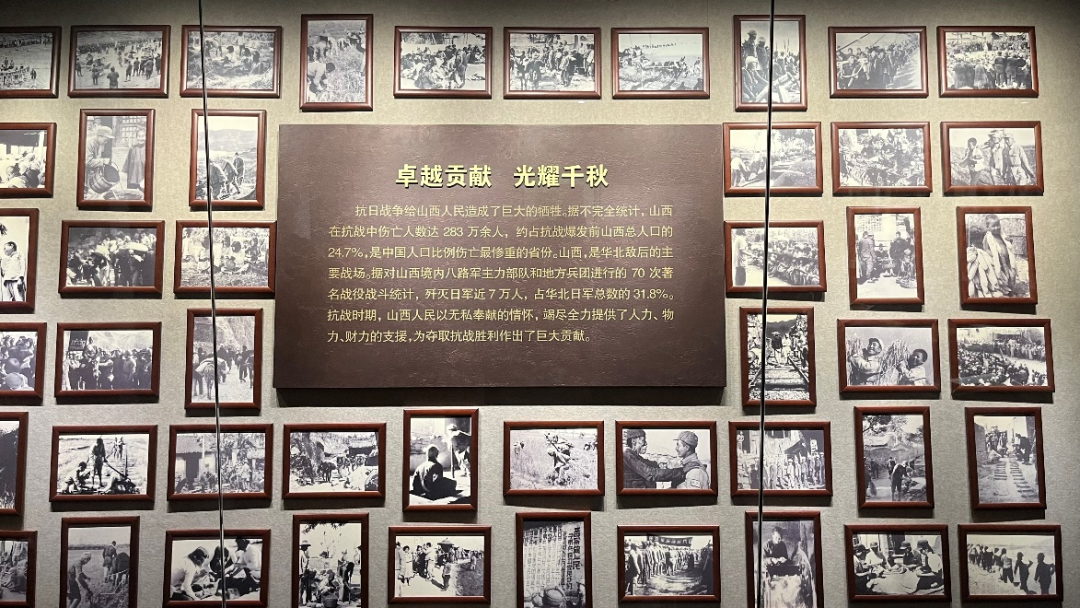 卓越贡献 光耀千秋
抗日战争给山西人民造成了巨大的牺牲。据不完全统计，山西
在抗战中伤亡人数达 283 万余人，约占抗战爆发前山西总人口的
24.7%，是中国人口比例伤亡最惨重的省份。山西，是华北敌后的主
要战场。据对山西境内八路军主力部队和地方兵团进行的 70 次著
名战役战斗统计，歼灭日军近 7 万人，占华北日军总数的 31.8%。
抗战时期，山西人民以无私奉献的情怀，竭尽全力提供了人力、物
力、财力的支援，为夺取抗战胜利作出了巨大贡献。